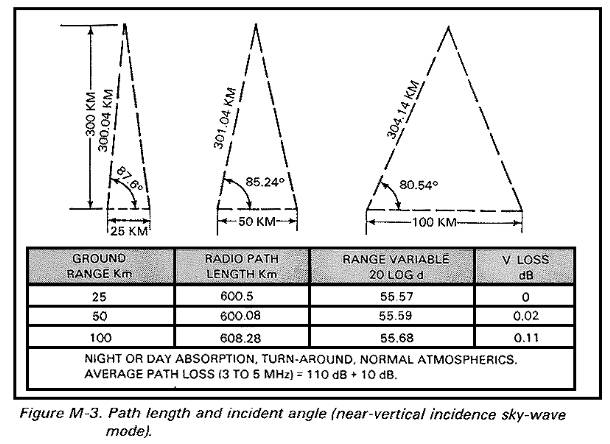 300 KM
300.04 KM
87.6°
25 KM
301.04 KM
85.24°
50 KM
304.14 KM
80.54°
100 KM
GROUND RANGE Km | RADIO PATH LENGTH Km | RANGE VARIABLE 20 LOG d | V LOSS dB
25 600.5 55.57 0
50 600.08 55.59 0.02
100 608.28 55.68 0.11
NIGHT OR DAY ABSORPTION, TURN-AROUND, NORMAL ATMOSPHERICS.
AVERAGE PATH LOSS (3 TO 5 MHz) = 110 dB + 10 dB.
Figure M-3. Path length and incident angle (near-vertical incidence sky-wave
mode).